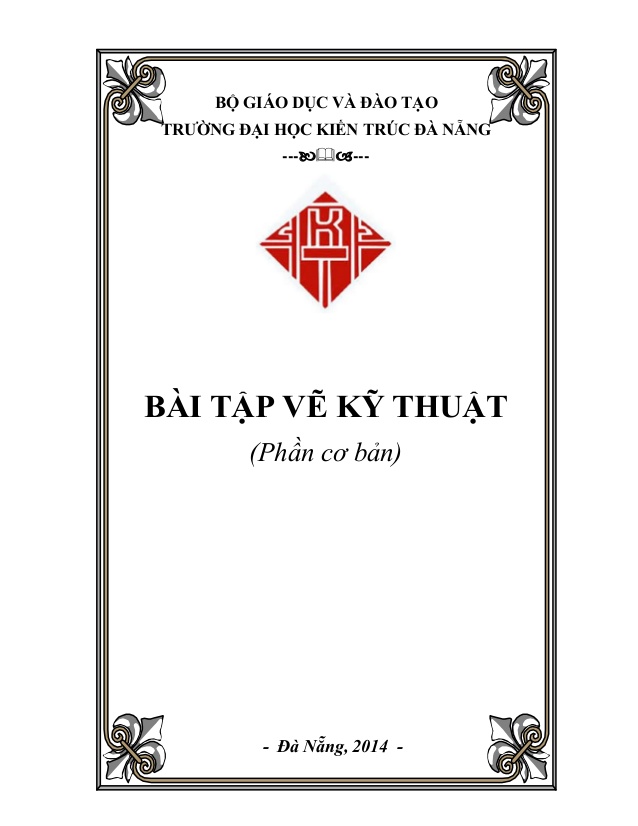 BỘ GIÁO DỤC VÀ ĐÀO TẠO
TRƯỜNG ĐẠI HỌC KIẾN TRÚC ĐÀ NẴNG
KT
BÀI TẬP VẼ KỸ THUẬT
(Phần cơ bản)
- Đà Nẵng, 2014 -